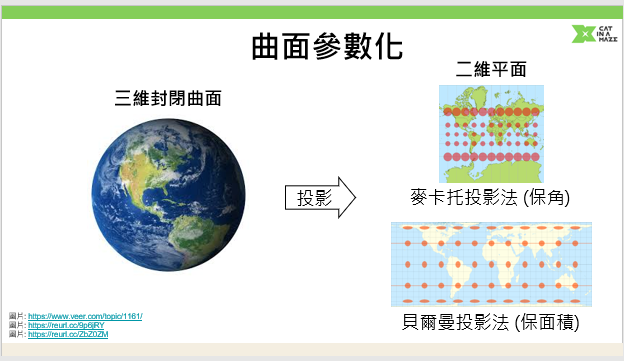 曲面參數化
CAT
IN A
MAZE
三維封閉曲面
二維平面
投影
麥卡托投影法 (保角)
貝爾曼投影法 (保面積)
圖片: https://www.veer.com/topic/1161/
圖片: https://reurl.cc/9p6jRY
圖片: https://reurl.cc/ZbZ0ZM